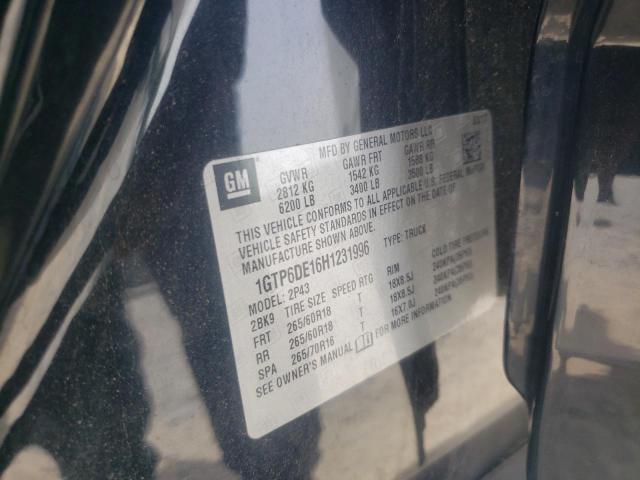 GM
MFD BY GENERAL MOTORS LLC
GVWR GAWR FRT GAWR RR
2812 KG 1542 KG 1588 KG
6200 LB 3400 LB 3500 LB
THIS VEHICLE CONFORMS TO ALL APPLICABLE U.S. FEDERAL MOTOR
VEHICLE SAFETY STANDARDS IN EFFECT ON THE DATE OF
MANUFACTURE SHOWN ABOVE.
1GTP6DE16H1231996 TYPE: TRUCK
MODEL: 2P43
2BK9 TIRE SIZE SPEED RTG RIM COLD TIRE PRESSURE
FRT 265/60R18 T 18X8.5J
RR 265/60R18 T 18X8.5J
SPA 265/70R16 T 16X7.0J
SEE OWNER'S MANUAL